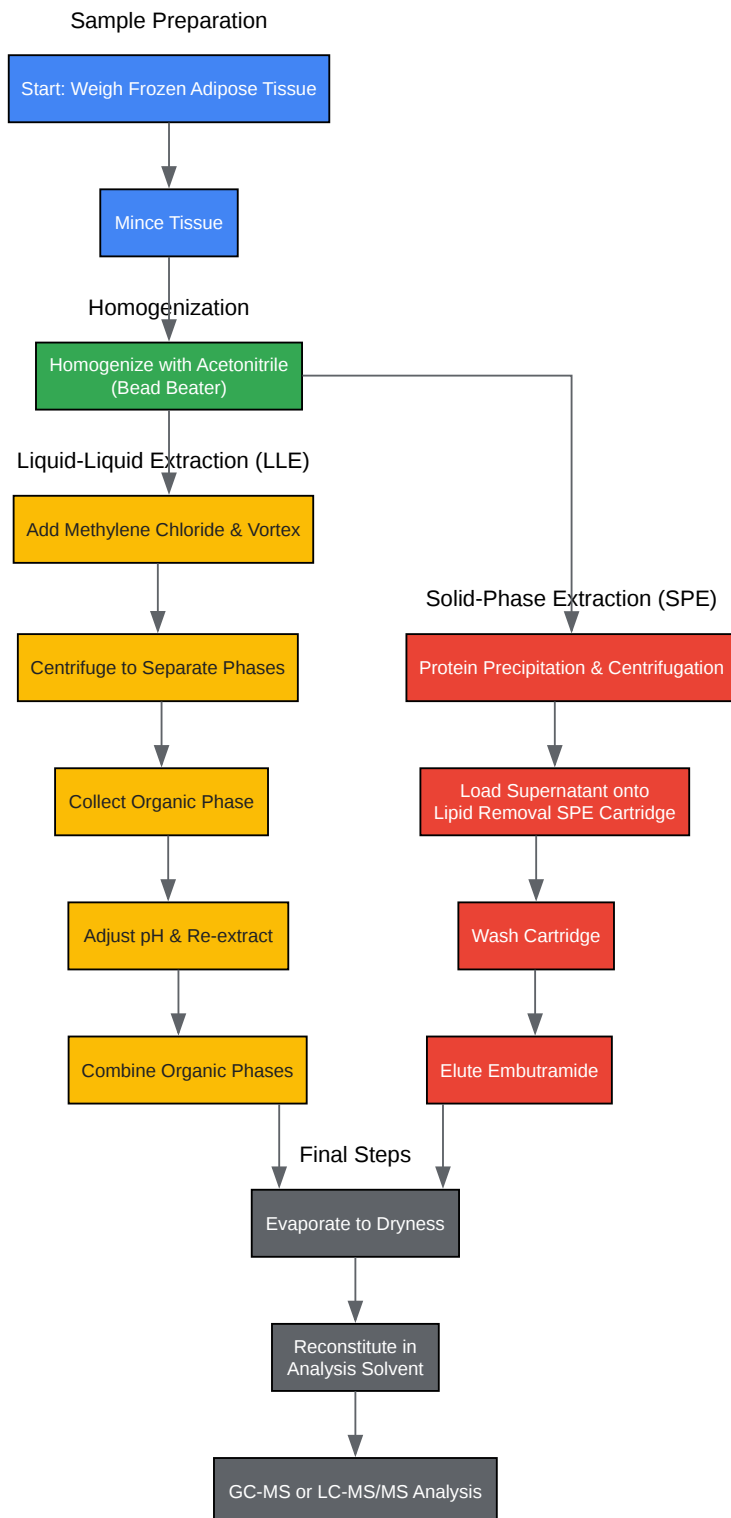 Sample Preparation
Start: Weigh Frozen Adipose Tissue
Mince Tissue
Homogenization
Homogenize with Acetonitrile
(Bead Beater)
Liquid-Liquid Extraction (LLE)
Add Methylene Chloride & Vortex
Centrifuge to Separate Phases
Collect Organic Phase
Adjust pH & Re-extract
Combine Organic Phases
Solid-Phase Extraction (SPE)
Protein Precipitation & Centrifugation
Load Supernatant onto
Lipid Removal SPE Cartridge
Wash Cartridge
Elute Embutramide
Final Steps
Evaporate to Dryness
Reconstitute in
Analysis Solvent
GC-MS or LC-MS/MS Analysis